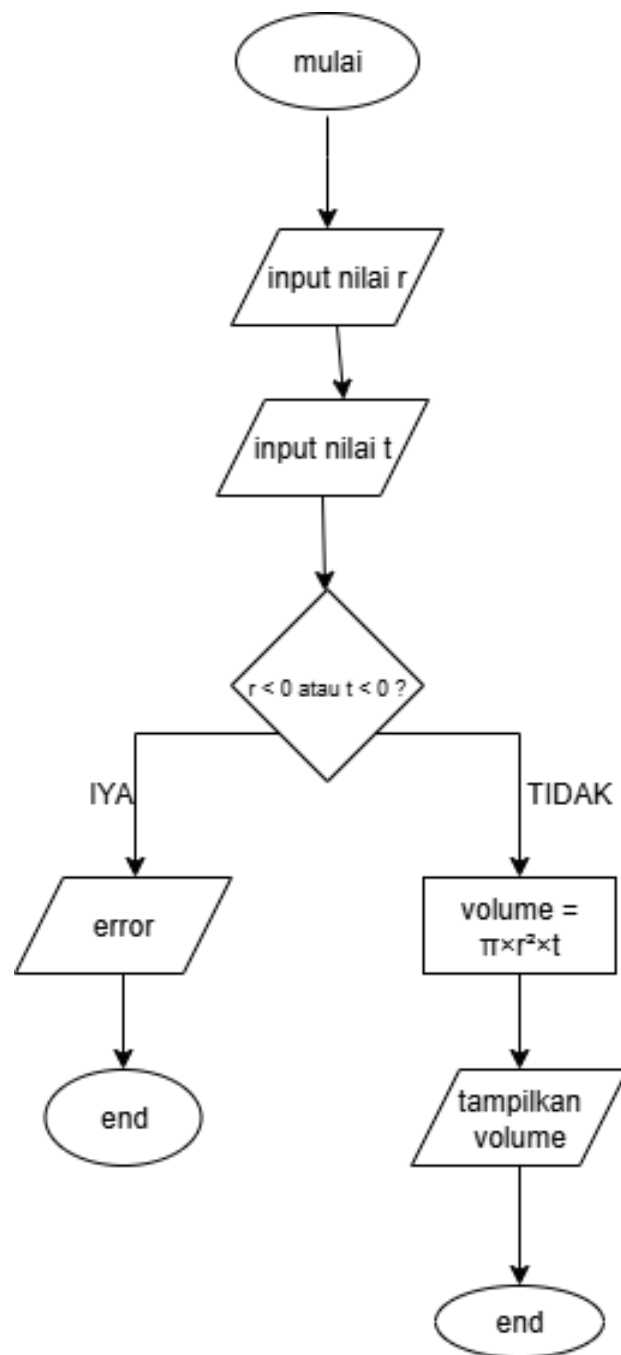 mulai
input nilai r
input nilai t
r < 0 atau t < 0 ?
IYA
TIDAK
error
volume =
π×r²×t
end
tampilkan
volume
end